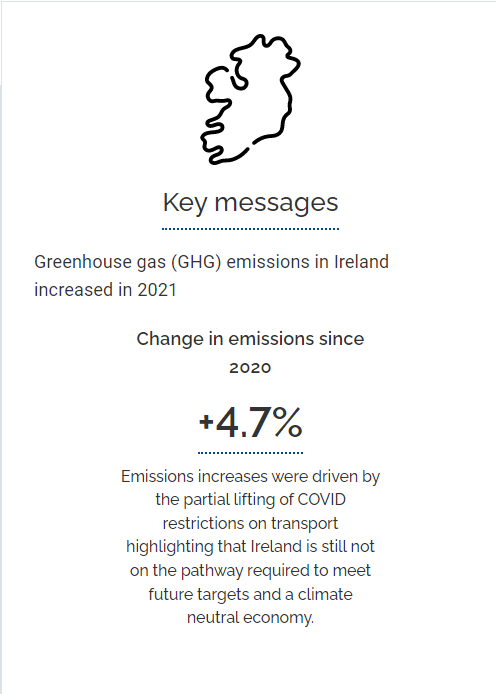 Key messages
Greenhouse gas (GHG) emissions in Ireland
increased in 2021
Change in emissions since
2020
+4.7%
Emissions increases were driven by
the partial lifting of COVID
restrictions on transport
highlighting that Ireland is still not
on the pathway required to meet
future targets and a climate
neutral economy.